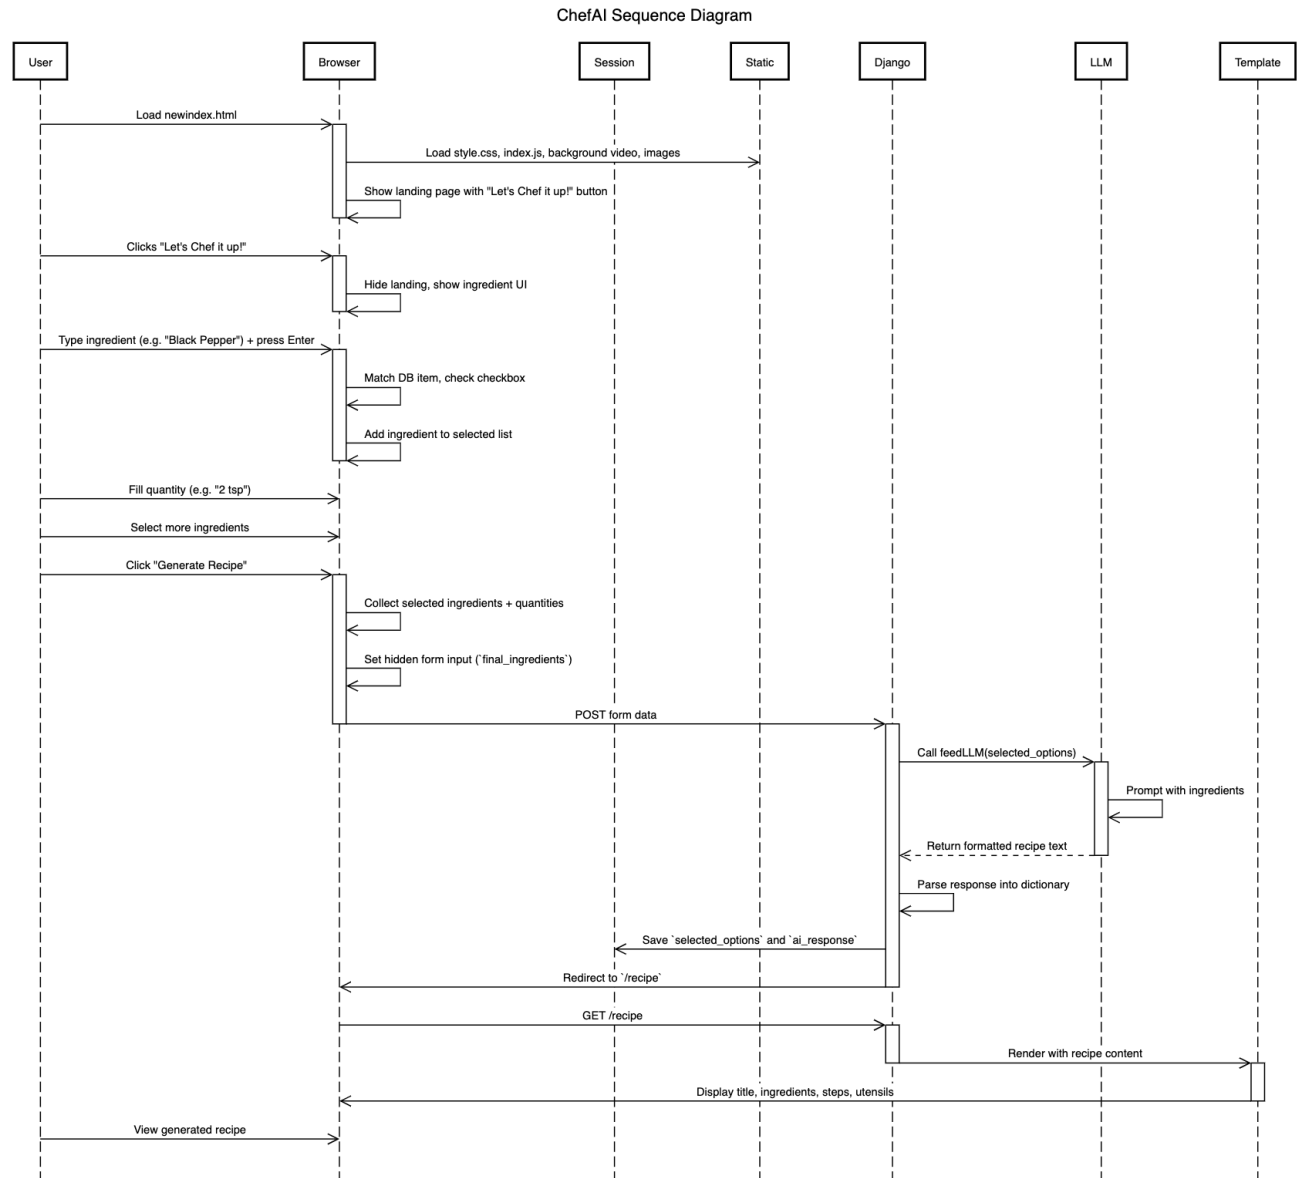 ChefAI Sequence Diagram
User
Browser
Session
Static
Django
LLM
Template
Load newindex.html
Load style.css, index.js, background video, images
Show landing page with "Let's Chef it up!" button
Clicks "Let's Chef it up!"
Hide landing, show ingredient UI
Type ingredient (e.g. "Black Pepper") + press Enter
Match DB item, check checkbox
Add ingredient to selected list
Fill quantity (e.g. "2 tsp")
Select more ingredients
Click "Generate Recipe"
Collect selected ingredients + quantities
Set hidden form input (`final_ingredients`)
POST form data
Call feedLLM(selected_options)
Prompt with ingredients
Return formatted recipe text
Parse response into dictionary
Save `selected_options` and `ai_response`
Redirect to `/recipe`
GET /recipe
Render with recipe content
Display title, ingredients, steps, utensils
View generated recipe